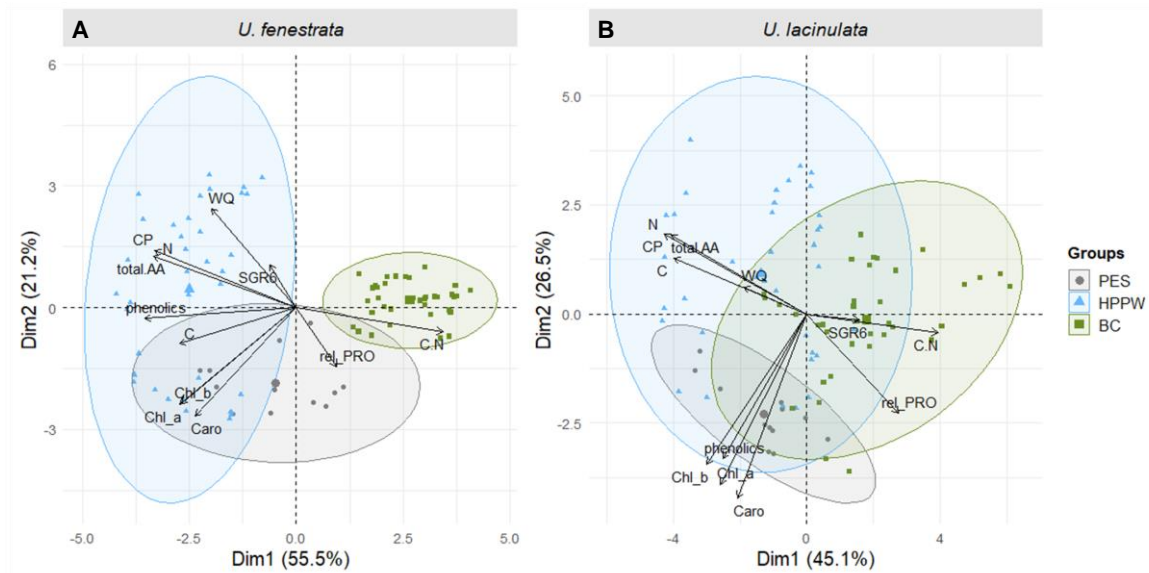 A
U. fenestrata
B
U. lacinulata
Dim2 (21.2%)
6
3
0
-3
WQ
CP
N
total.AA
SGR6
phenolics
C
C.N
rel_PRO
Chl_b
Chl_a
Caro
-5.0
-2.5
0.0
2.5
5.0
Dim1 (55.5%)
Dim2 (26.5%)
5.0
2.5
0.0
-2.5
N
CP
total.AA
C
WQ
SGR6
C.N
rel_PRO
phenolics
Chl_b
Chl_a
Caro
-4
0
4
Dim1 (45.1%)
Groups
PES
HPPW
BC